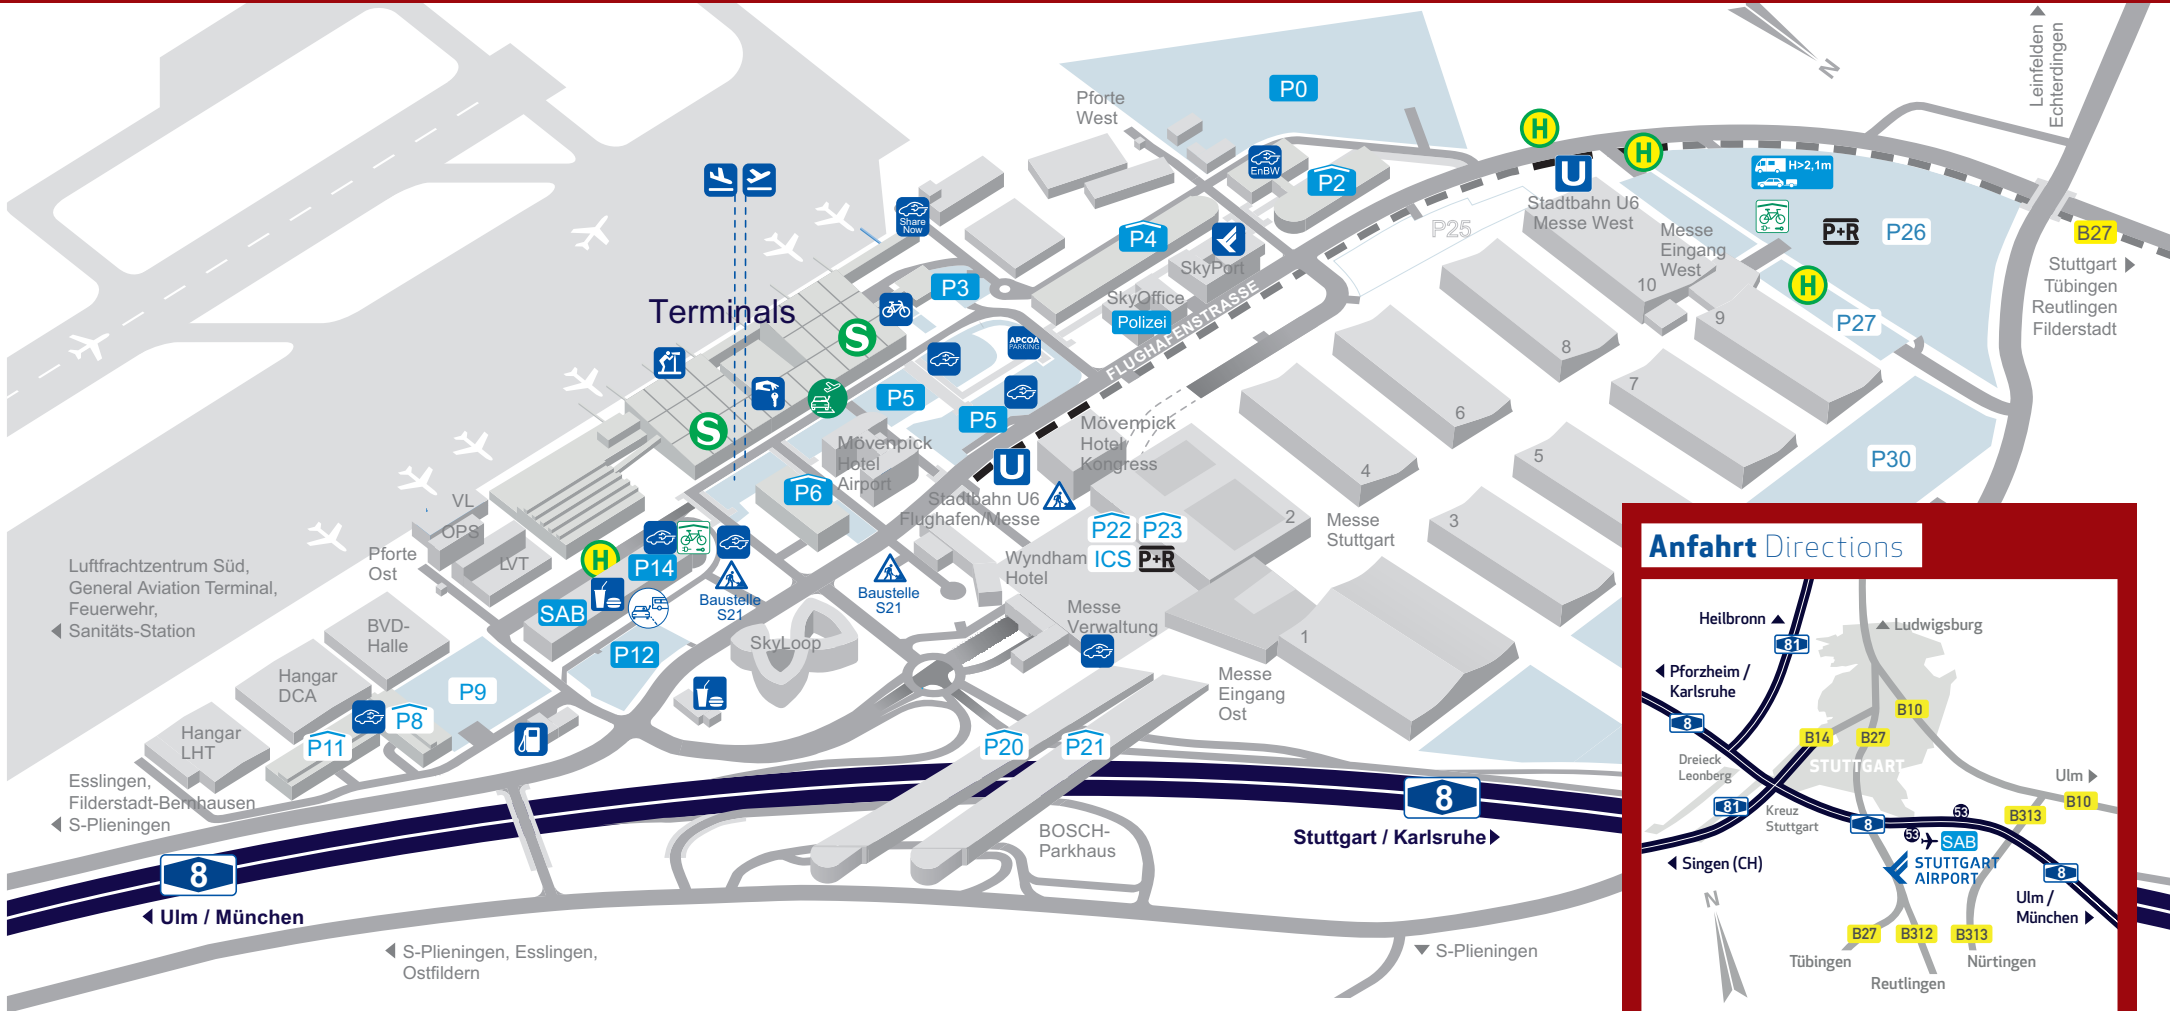 P0
Pforte
West
N
Leinfelden
Echterdingen
H
H
EnBW
P2
U
Stadtbahn U6
Messe West
H>2,1m
P+R
P26
B27
Stuttgart
Tübingen
Reutlingen
Filderstadt
Share
Now
P4
SkyPort
P25
Messe
Eingang
West
H
P27
P3
SkyOffice
Polizei
FLUGHAFENSTRASSE
10
9
8
7
6
5
4
3
2
1
Terminals
S
S
APCOA
PARKING
P5
P5
Mövenpick
Hotel
Airport
Mövenpick
Hotel
Kongress
P30
P6
U
Stadtbahn U6
Flughafen/Messe
Messe
Stuttgart
P22
P23
Wyndham
Hotel
ICS
P+R
VL
OPS
LVT
Pforte
Ost
H
P14
SAB
Baustelle
S21
Baustelle
S21
Luftfrachtzentrum Süd,
General Aviation Terminal,
Feuerwehr,
Sanitäts-Station
BVD-
Halle
P12
SkyLoop
Messe
Verwaltung
Hangar
DCA
P9
P8
Messe
Eingang
Ost
Hangar
LHT
P11
P20
P21
Esslingen,
Filderstadt-Bernhausen
S-Plieningen
8
8
Stuttgart / Karlsruhe
BOSCH-
Parkhaus
Ulm / München
S-Plieningen, Esslingen,
Ostfildern
S-Plieningen
Anfahrt Directions
Heilbronn
Ludwigsburg
81
Pforzheim /
Karlsruhe
8
B10
B14
B27
Dreieck
Leonberg
STUTTGART
Ulm
B10
81
Kreuz
Stuttgart
8
53
53
SAB
B313
Singen (CH)
STUTTGART
AIRPORT
8
Ulm /
München
N
B27
B312
B313
Tübingen
Nürtingen
Reutlingen